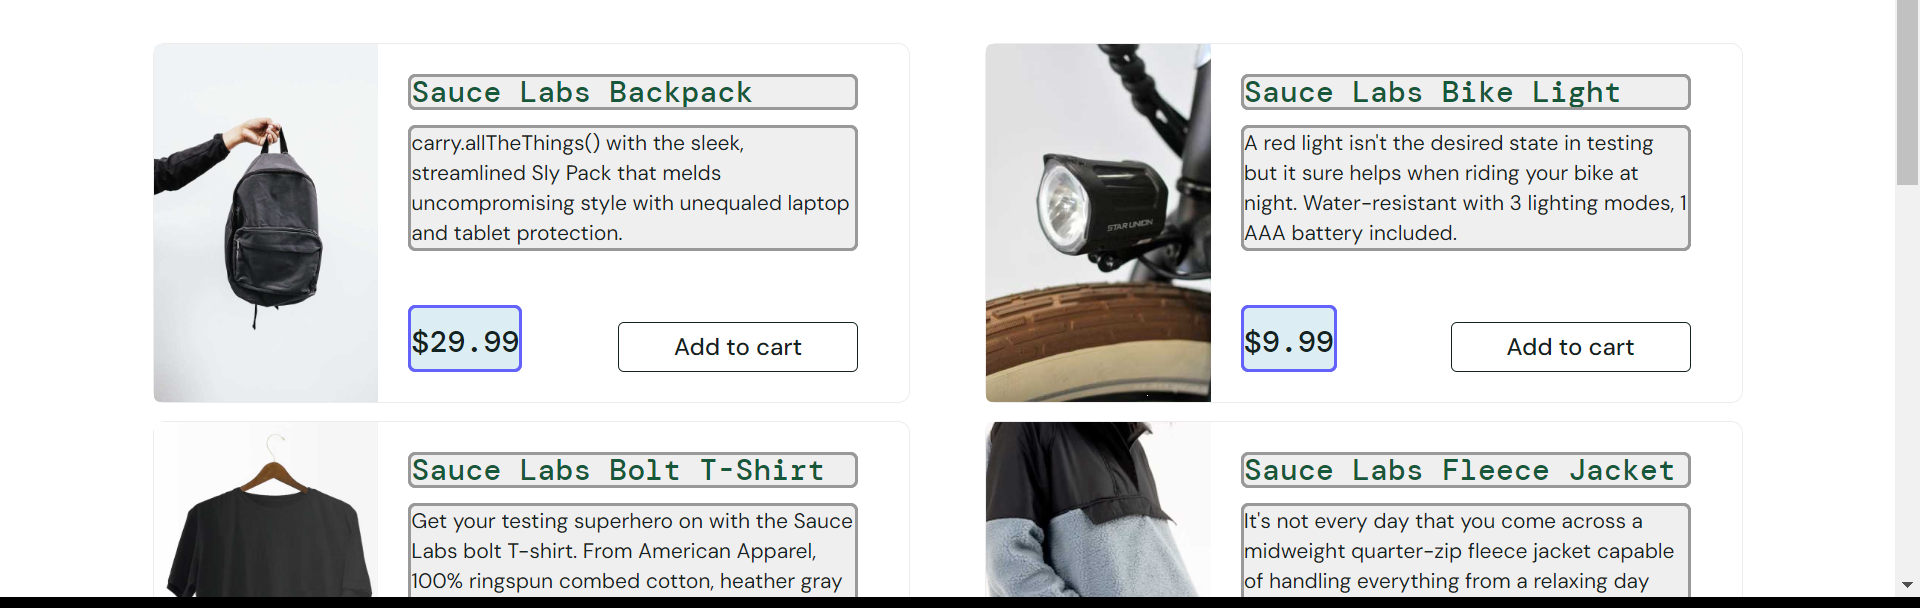 Sauce Labs Backpack
carry.allTheThings() with the sleek,
streamlined Sly Pack that melds
uncompromising style with unequaled laptop
and tablet protection.
$29.99
Add to cart
Sauce Labs Bike Light
A red light isn't the desired state in testing
but it sure helps when riding your bike at
night. Water-resistant with 3 lighting modes, 1
AAA battery included.
$9.99
Add to cart
STAR UNION
Sauce Labs Bolt T-Shirt
Get your testing superhero on with the Sauce
Labs bolt T-shirt. From American Apparel,
100% ringspun combed cotton, heather gray
Sauce Labs Fleece Jacket
It's not every day that you come across a
midweight quarter-zip fleece jacket capable
of handling everything from a relaxing day